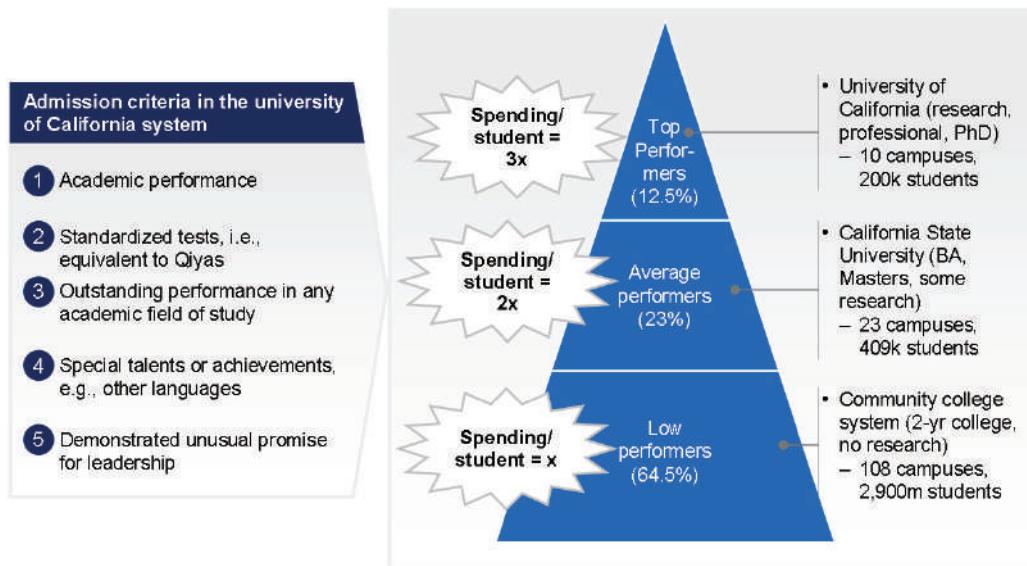 Admission criteria in the university
of California system
1 Academic performance
2 Standardized tests, i.e.,
equivalent to Qiyas
3 Outstanding performance in any
academic field of study
4 Special talents or achievements,
e.g., other languages
5 Demonstrated unusual promise
for leadership
Spending/
student =
3x
Top
Perfor-
mers
(12.5%)
• University of
California (research,
professional, PhD)
– 10 campuses,
200k students
Spending/
student =
2x
Average
performers
(23%)
• California State
University (BA,
Masters, some
research)
– 23 campuses,
409k students
Spending/
student = x
Low
performers
(64.5%)
• Community college
system (2-yr college,
no research)
– 108 campuses,
2,900m students